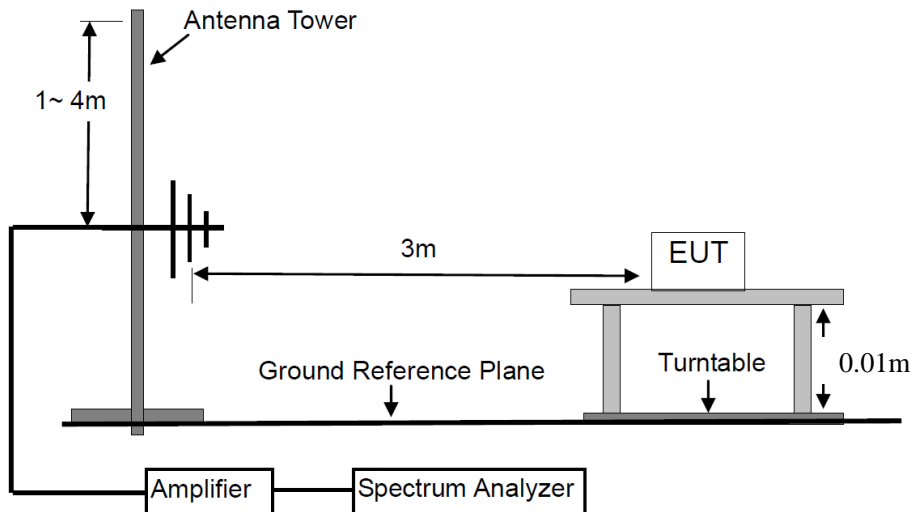 Antenna Tower
1~ 4m
3m
EUT
0.01m
Turntable
Ground Reference Plane
Amplifier
Spectrum Analyzer